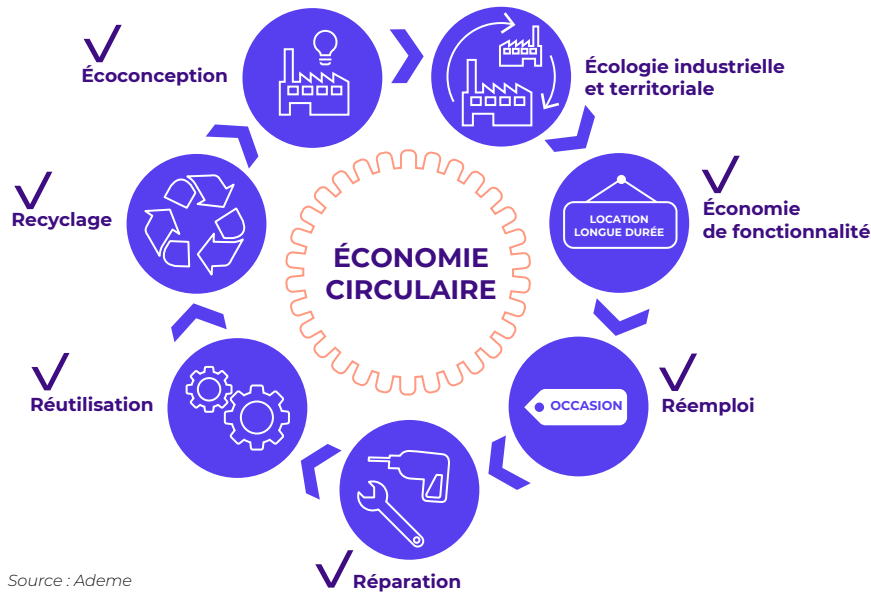 Écoconception
Écologie industrielle
et territoriale
Recyclage
LOCATION
LONGUE DURÉE
Économie
de fonctionnalité
ÉCONOMIE
CIRCULAIRE
Réutilisation
OCCASION
Réemploi
Réparation
Source : Ademe